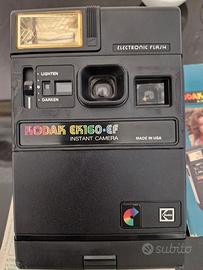 ELECTRONIC FLASH
LIGHTEN
DARKEN
KODAK EK160-EF
INSTANT CAMERA
MADE IN USA
subito